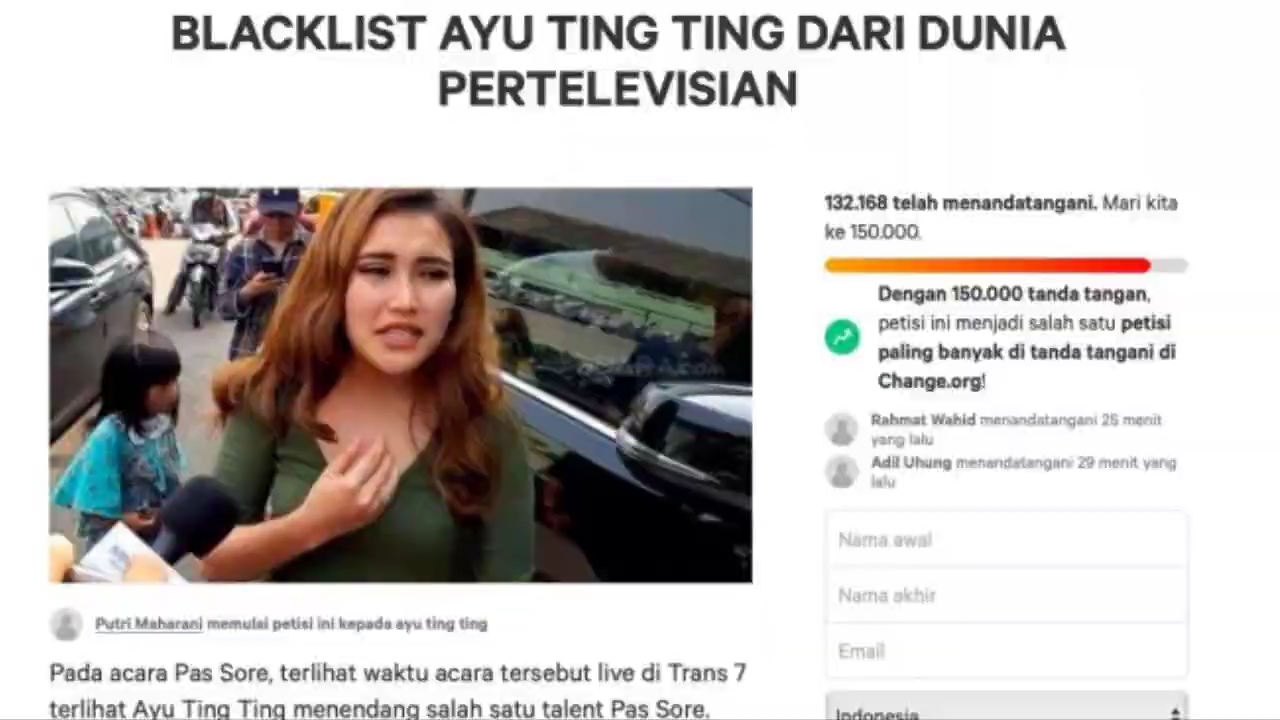 BLACKLIST AYU TING TING DARI DUNIA
PERTELEVISIAN
132.168 telah menandatangani. Mari kita
ke 150.000.
Dengan 150.000 tanda tangan,
petisi ini menjadi salah satu petisi
paling banyak di tanda tangani di
Change.org!
Rahmat Wahid menandatangani 25 menit
yang lalu
Adil Uhung menandatangani 29 menit yang
lalu
Nama awal
Nama akhir
Email
Indonesia
Putri Maharani memulai petisi ini kepada ayu ting ting
Pada acara Pas Sore, terlihat waktu acara tersebut live di Trans 7
terlihat Ayu Ting Ting menendang salah satu talent Pas Sore.